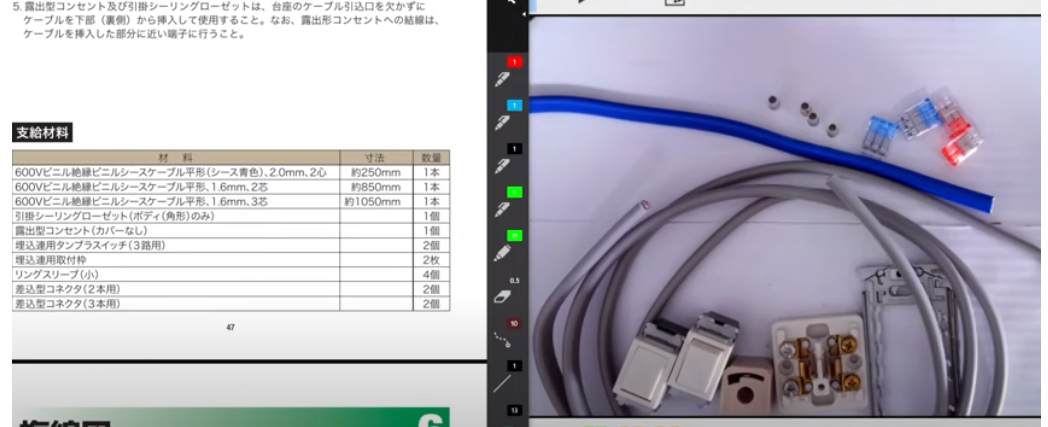 5. 露出型コンセント及び引掛シーリングローゼットは、台座のケーブル引込口を欠かずに
ケーブルを下部（裏側）から挿入して使用すること。なお、露出形コンセントへの結線は、
ケーブルを挿入した部分に近い端子に行うこと。
支給材料
材　料 寸法 数量
600Vビニル絶縁ビニルシースケーブル平形(シース青色)、2.0mm、2心 約250mm 1本
600Vビニル絶縁ビニルシースケーブル平形、1.6mm、2芯 約850mm 1本
600Vビニル絶縁ビニルシースケーブル平形、1.6mm、3芯 約1050mm 1本
引掛シーリングローゼット(ボディ(角形)のみ) 1個
露出型コンセント(カバーなし) 1個
埋込連用タンブラスイッチ(3路用) 2個
埋込連用取付枠 2枚
リングスリーブ(小) 4個
差込型コネクタ(2本用) 2個
差込型コネクタ(3本用) 2個
47
6
1
1
1
0.5
10
1
13